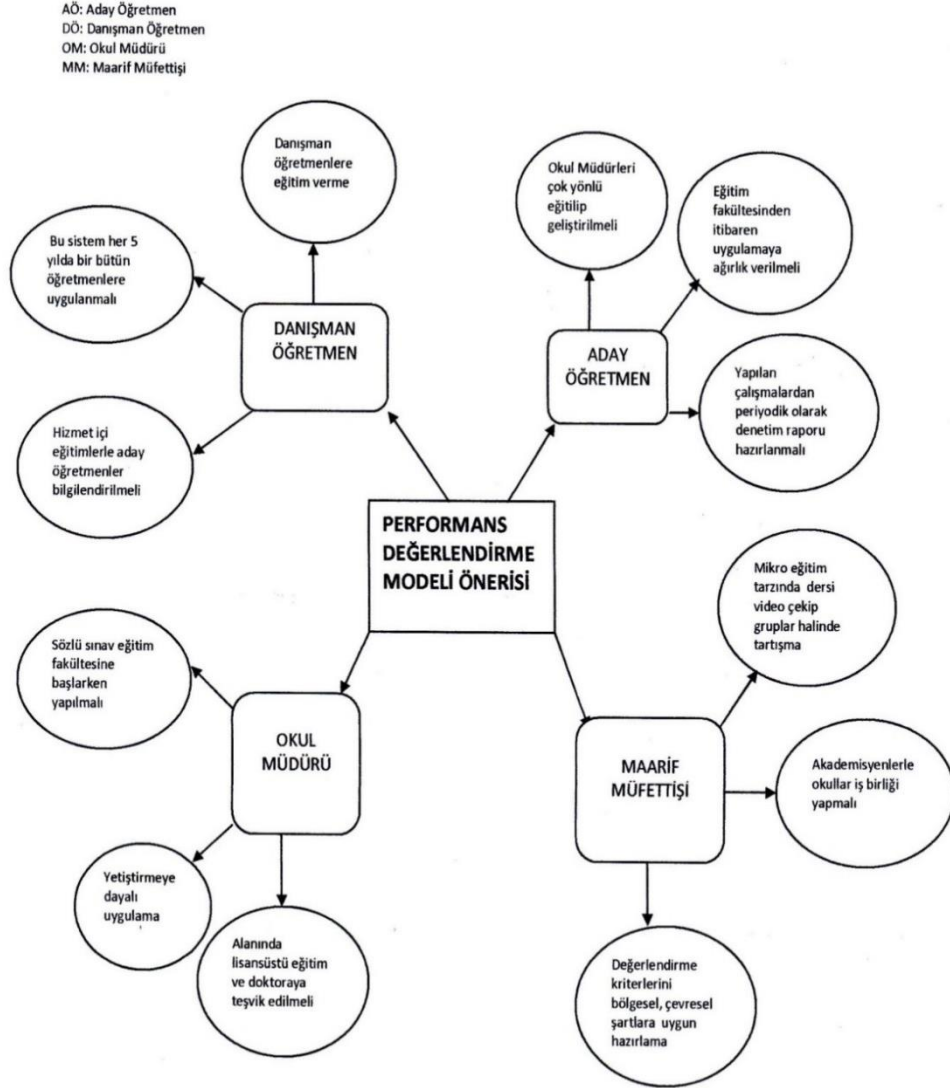 AÖ: Aday Öğretmen
DÖ: Danışman Öğretmen
OM: Okul Müdürü
MM: Maarif Müfettişi
Danışman
öğretmenlere
eğitim verme
Okul Müdürleri
çok yönlü
eğitilip
geliştirilmeli
Eğitim
fakültesinden
itibaren
uygulamaya
ağırlık verilmeli
Bu sistem her 5
yılda bir bütün
öğretmenlere
uygulanmalı
DANIŞMAN
ÖĞRETMEN
ADAY
ÖĞRETMEN
Yapılan
çalışmalardan
periyodik olarak
denetim raporu
hazırlanmalı
Hizmet içi
eğitimlerle aday
öğretmenler
bilgilendirilmeli
PERFORMANS
DEĞERLENDİRME
MODELİ ÖNERİSİ
Mikro eğitim
tarzında dersi
video çekip
gruplar halinde
tartışma
Sözlü sınav eğitim
fakültesine
başlarken
yapılmalı
OKUL
MÜDÜRÜ
MAARİF
MÜFETTİŞİ
Akademisyenlerle
okullar iş birliği
yapmalı
Yetiştirmeye
dayalı
uygulama
Alanında
lisansüstü eğitim
ve doktoraya
teşvik edilmeli
Değerlendirme
kriterlerini
bölgesel, çevresel
şartlara uygun
hazırlama